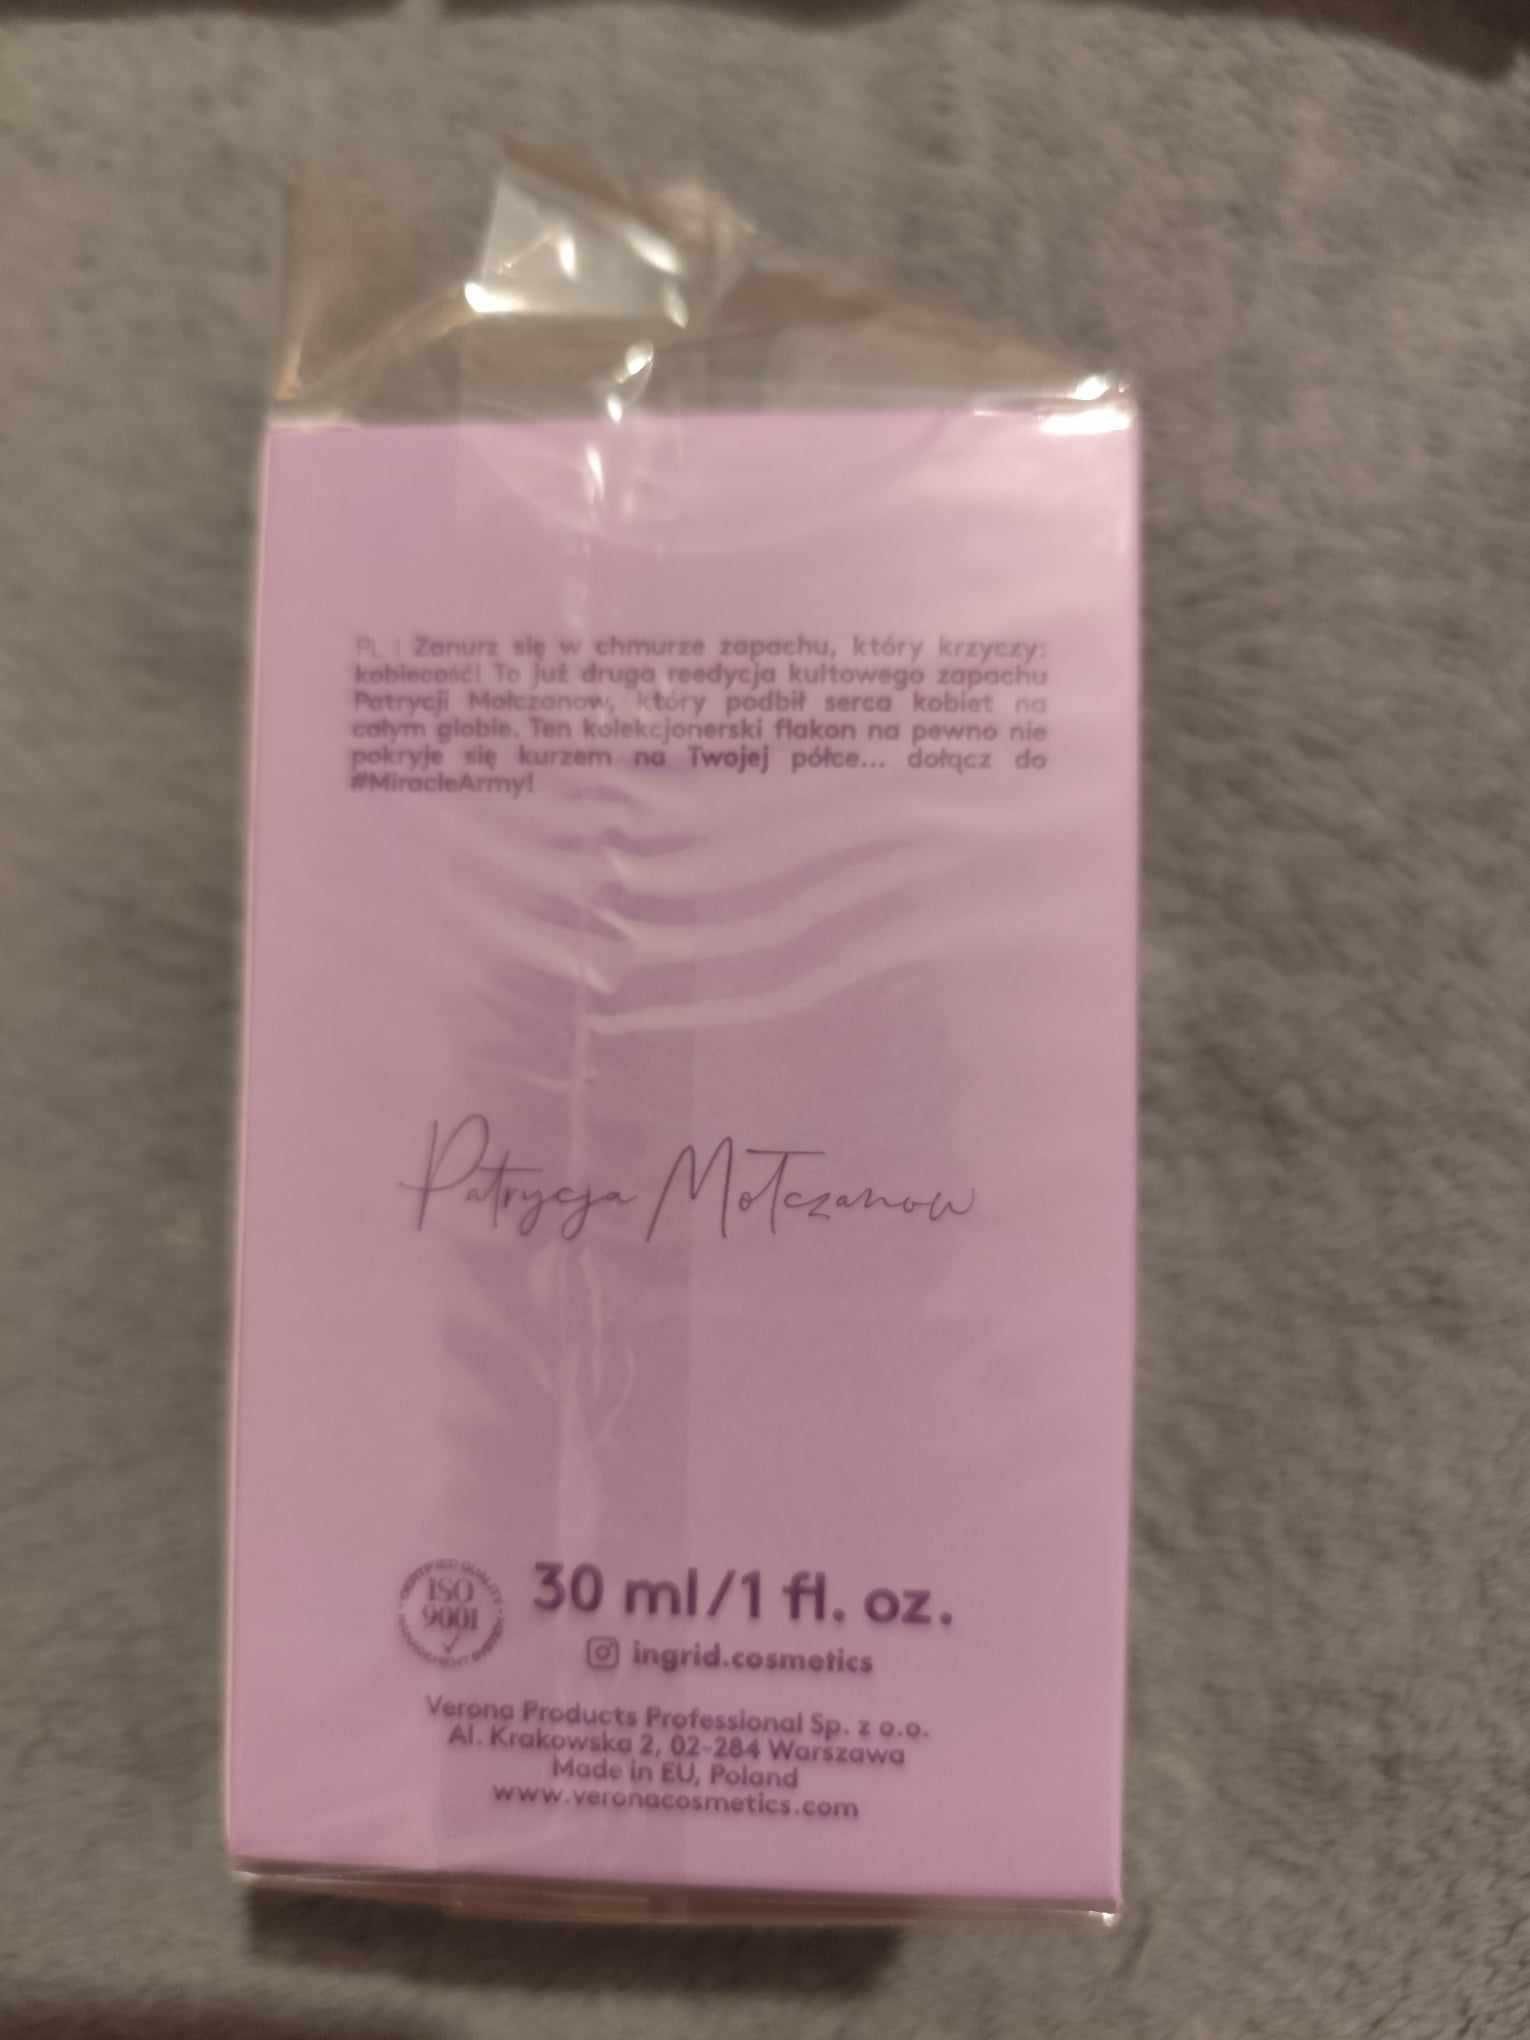 PL : Zanurz się w chmurze zapachu, który krzyczy:
kobiecość! To już druga reedycja kultowego zapachu
Patrycji Mołczanow, który podbił serca kobiet na
całym globie. Ten kolekcjonerski flakon na pewno nie
pokryje się kurzem na Twojej półce... dołącz do
#MiracleArmy!
Patrycja Mołczanow
CERTIFIED QUALITY
ISO
9001
MANAGEMENT
30 ml/1 fl. oz.
ingrid.cosmetics
Verona Products Professional Sp. z o.o.
Al. Krakowska 2, 02-284 Warszawa
Made in EU, Poland
www.veronacosmetics.com